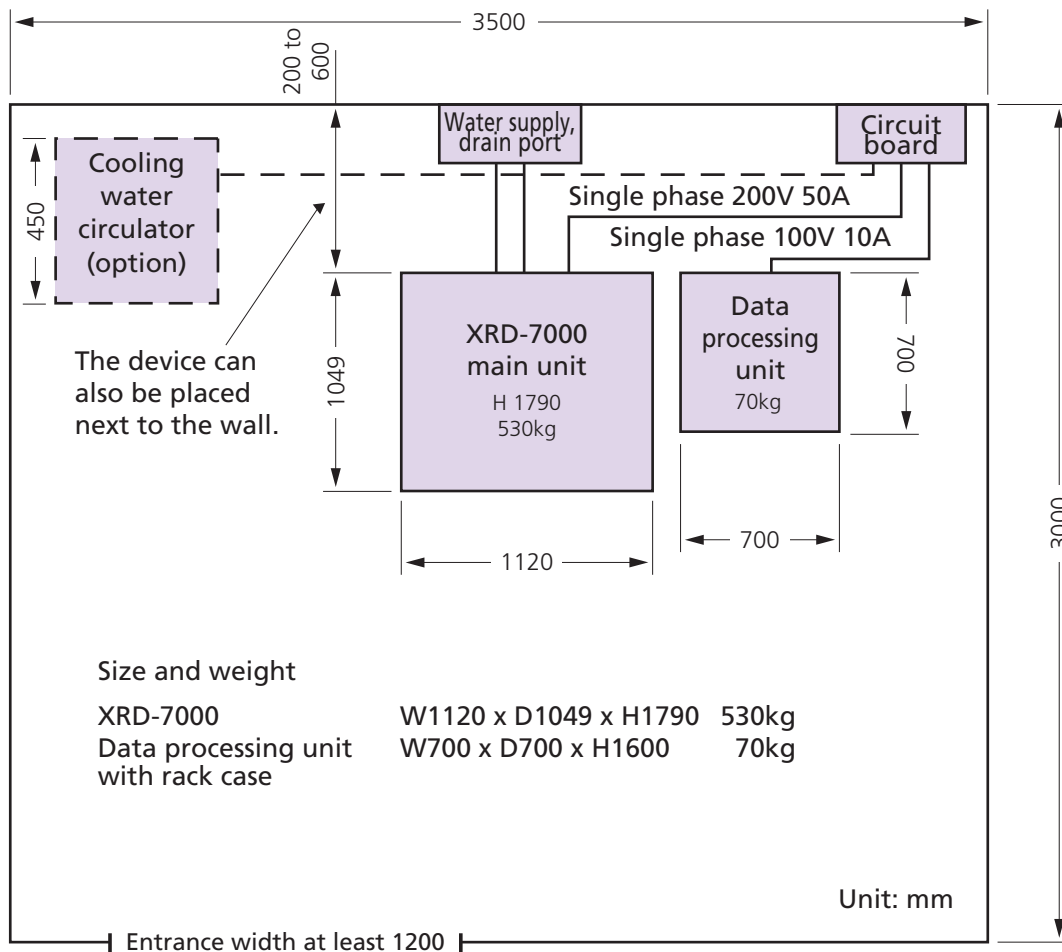 3500
200 to
600
Water supply,
drain port
Circuit
board
Cooling
water
circulator
(option)
450
Single phase 200V 50A
Single phase 100V 10A
XRD-7000
main unit
H 1790
530kg
Data
processing
unit
70kg
700
1049
The device can
also be placed
next to the wall.
1120
700
3000
Size and weight
XRD-7000 W1120 x D1049 x H1790 530kg
Data processing unit W700 x D700 x H1600 70kg
with rack case
Unit: mm
Entrance width at least 1200